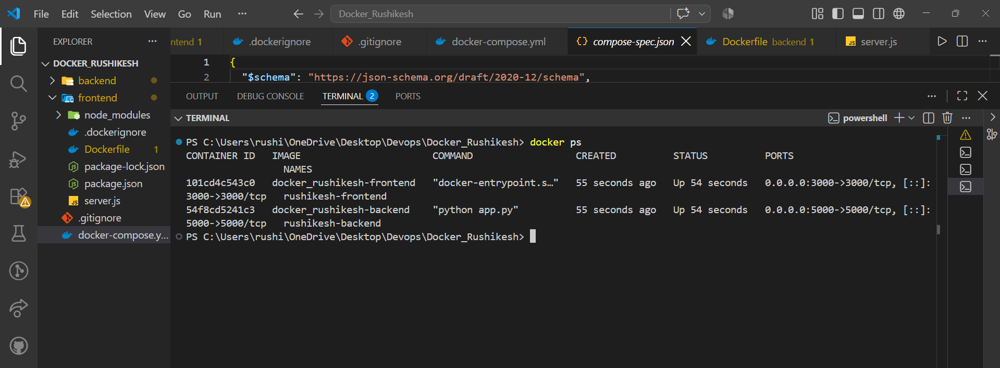 File Edit Selection View Go Run ···
Docker_Rushikesh
EXPLORER ···
ntend 1
.dockerignore
.gitignore
docker-compose.yml
compose-spec.json
Dockerfile backend 1
server.js
DOCKER_RUSHIKESH
backend
frontend
node_modules
.dockerignore
Dockerfile 1
package-lock.json
package.json
server.js
.gitignore
docker-compose.y...
1 {
2 "$schema": "https://json-schema.org/draft/2020-12/schema",
OUTPUT DEBUG CONSOLE TERMINAL 2 PORTS
TERMINAL
powershell
PS C:\Users\rushi\OneDrive\Desktop\Devops\Docker_Rushikesh> docker ps
CONTAINER ID IMAGE COMMAND CREATED STATUS PORTS
NAMES
101cd4c543c0 docker_rushikesh-frontend "docker-entrypoint.s…" 55 seconds ago Up 54 seconds 0.0.0.0:3000->3000/tcp, [::]:
3000->3000/tcp rushikesh-frontend
54f8cd5241c3 docker_rushikesh-backend "python app.py" 55 seconds ago Up 54 seconds 0.0.0.0:5000->5000/tcp, [::]:
5000->5000/tcp rushikesh-backend
PS C:\Users\rushi\OneDrive\Desktop\Devops\Docker_Rushikesh>